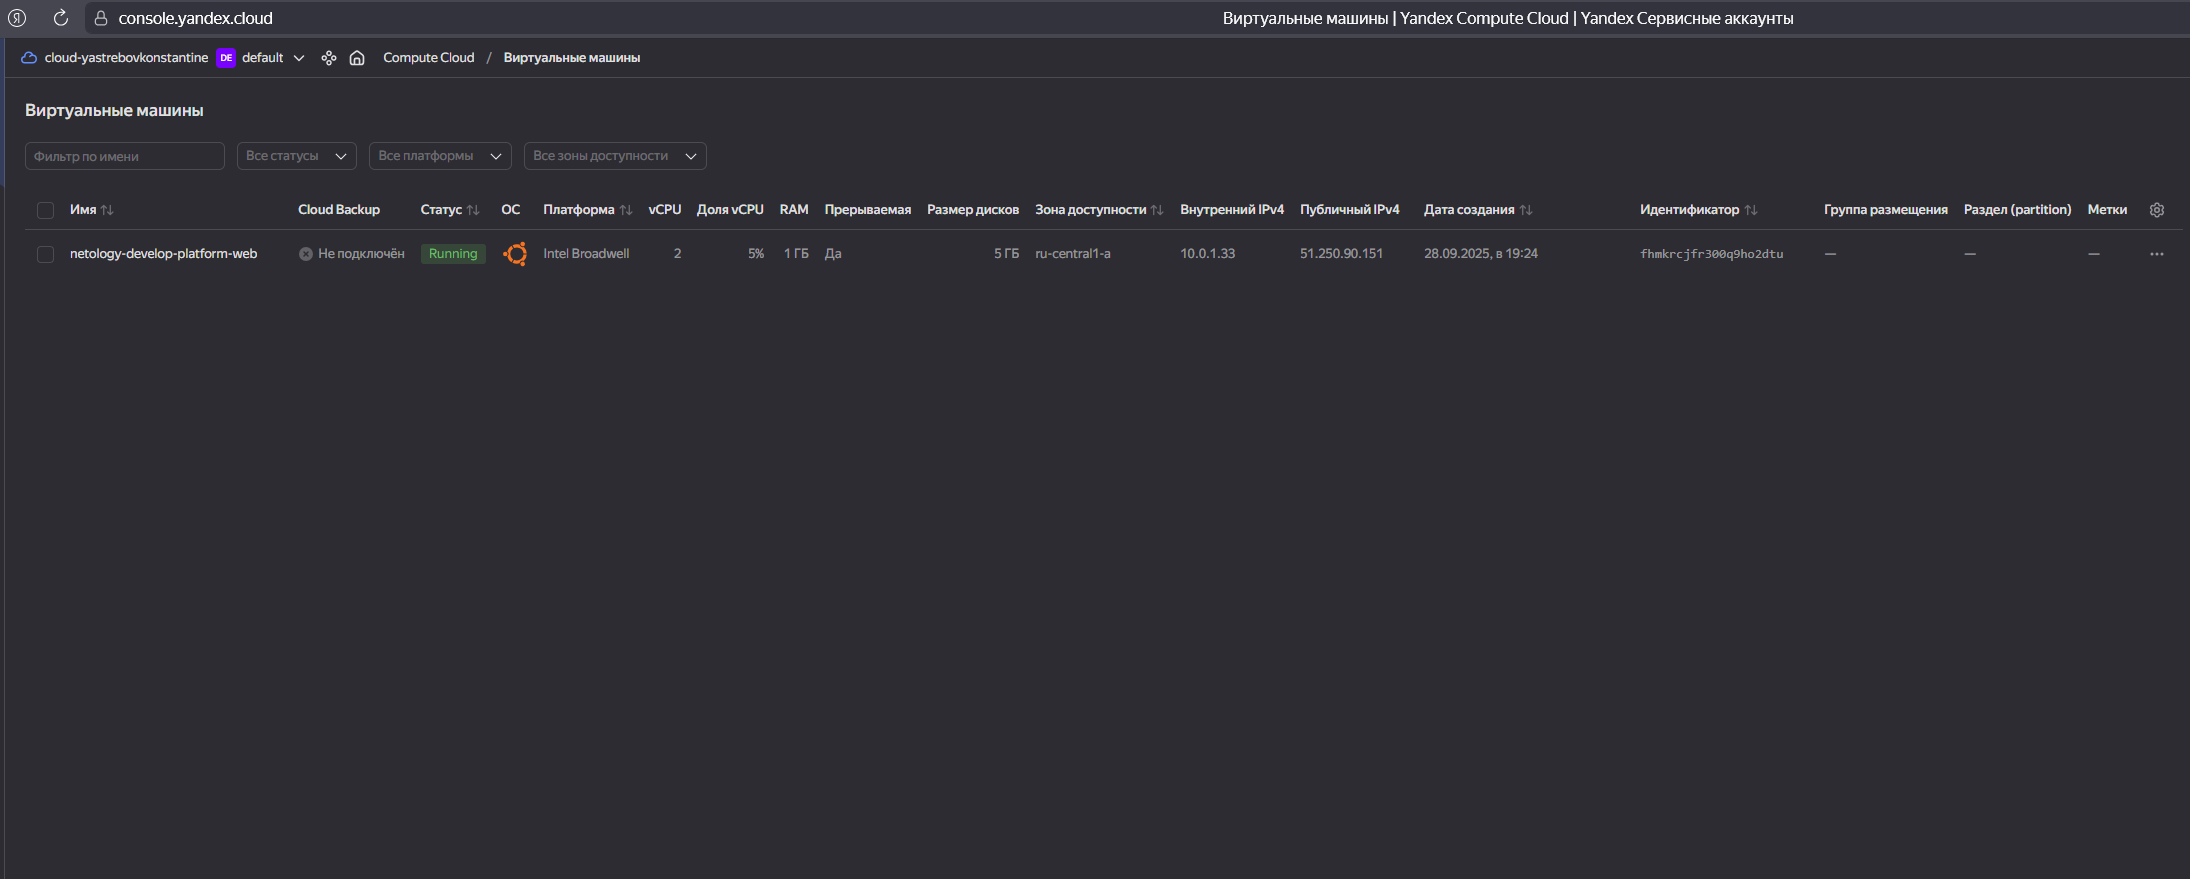 console.yandex.cloud
Виртуальные машины | Yandex Compute Cloud | Yandex Сервисные аккаунты
cloud-yastrebovkonstantine DE default Compute Cloud / Виртуальные машины
Виртуальные машины
Фильтр по имени Все статусы Все платформы Все зоны доступности
Имя Cloud Backup Статус ОС Платформа vCPU Доля vCPU RAM Прерываемая Размер дисков Зона доступности Внутренний IPv4 Публичный IPv4 Дата создания Идентификатор Группа размещения Раздел (partition) Метки
netology-develop-platform-web Не подключён Running Intel Broadwell 2 5% 1 ГБ Да 5 ГБ ru-central1-a 10.0.1.33 51.250.90.151 28.09.2025, в 19:24 fhmkrcjfr300q9ho2dtu — — —